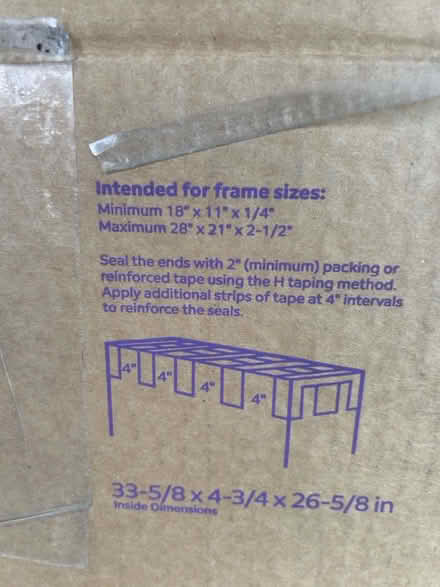 Intended for frame sizes:
Minimum 18" x 11" x 1/4"
Maximum 28" x 21" x 2-1/2"
Seal the ends with 2" (minimum) packing or
reinforced tape using the H taping method.
Apply additional strips of tape at 4" intervals
to reinforce the seals.
4"
4"
4"
4"
33-5/8 x 4-3/4 x 26-5/8 in
Inside Dimensions